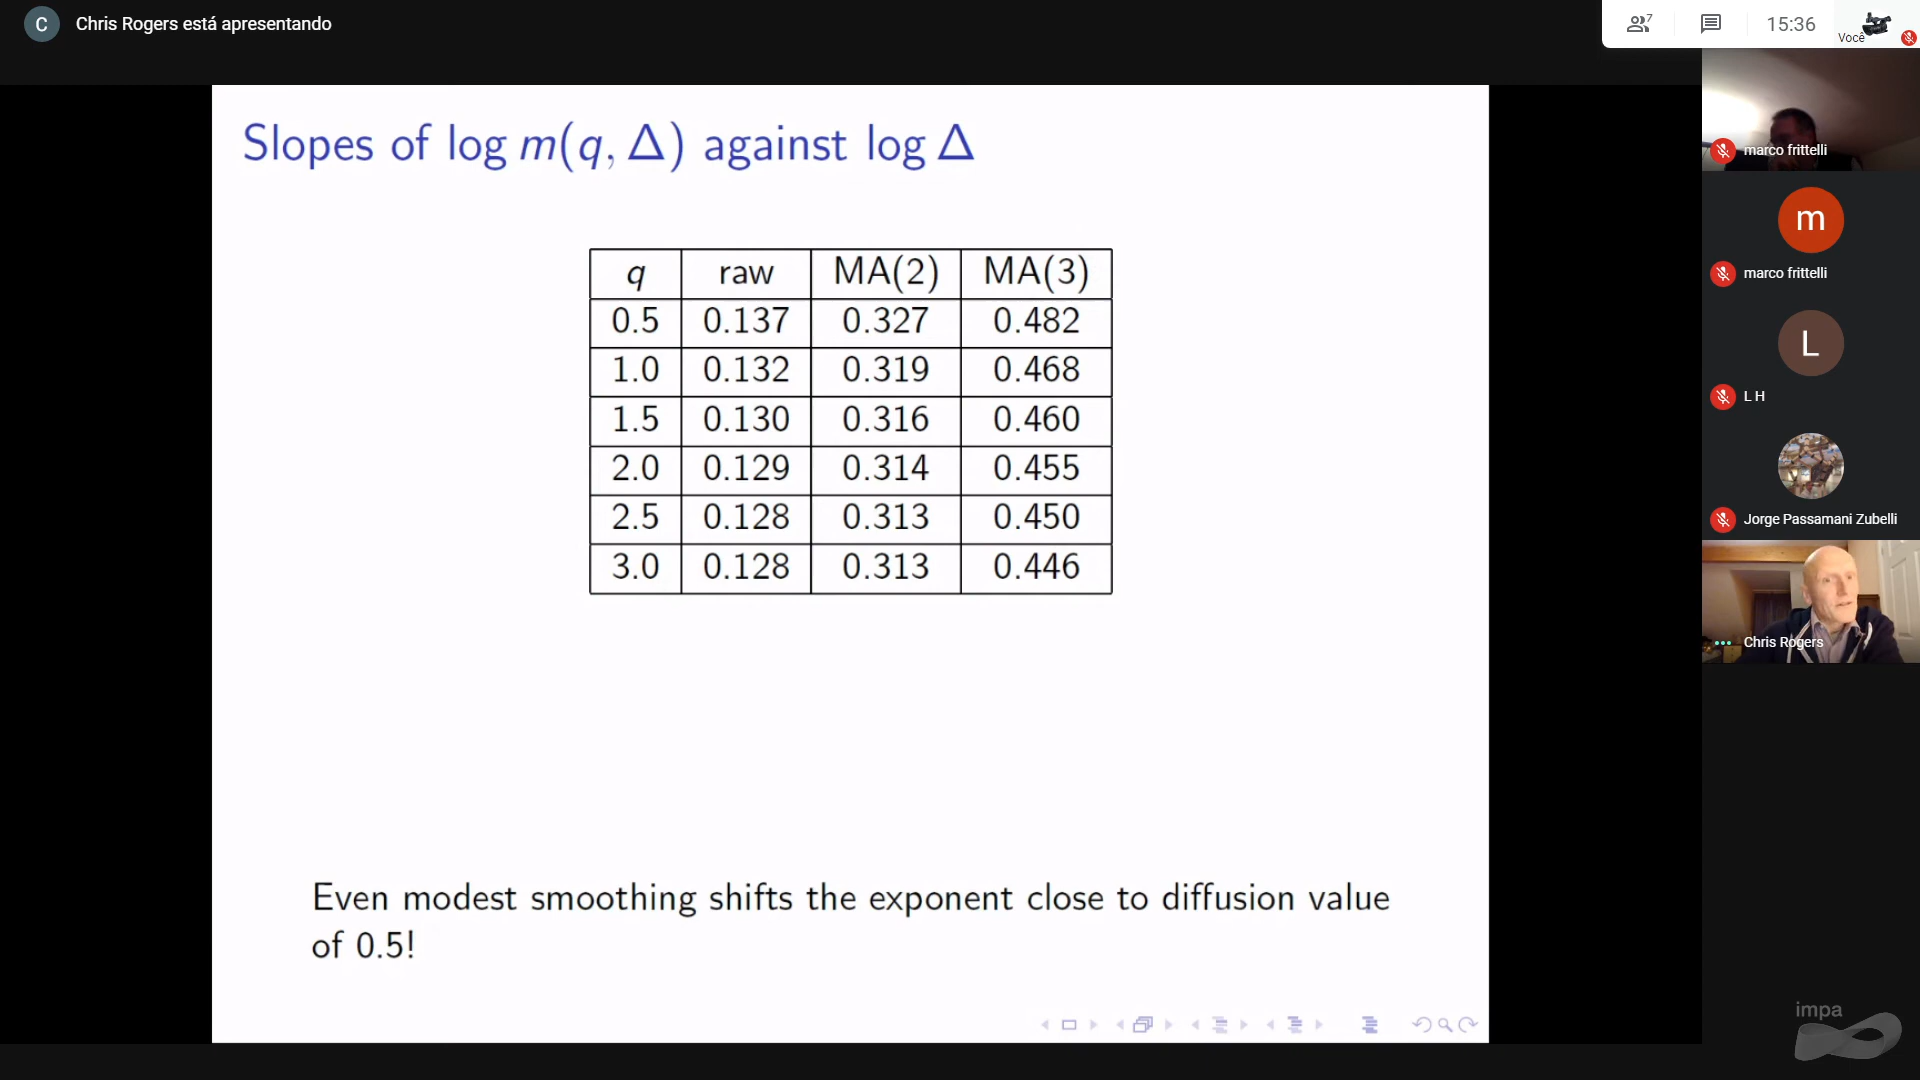 C Chris Rogers está apresentando
7 15:36 Você
Slopes of log m(q, Δ) against log Δ
q raw MA(2) MA(3)
0.5 0.137 0.327 0.482
1.0 0.132 0.319 0.468
1.5 0.130 0.316 0.460
2.0 0.129 0.314 0.455
2.5 0.128 0.313 0.450
3.0 0.128 0.313 0.446
Even modest smoothing shifts the exponent close to diffusion value
of 0.5!
marco frittelli
m
marco frittelli
L
L H
Jorge Passamani Zubelli
Chris Rogers
impa